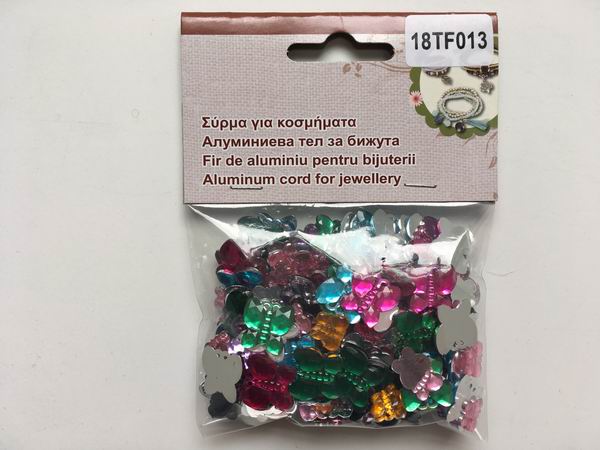 18TF013
Σύρμα για κοσμήματα
Алуминиева тел за бижута
Fir de aluminiu pentru bijuterii
Aluminum cord for jewellery